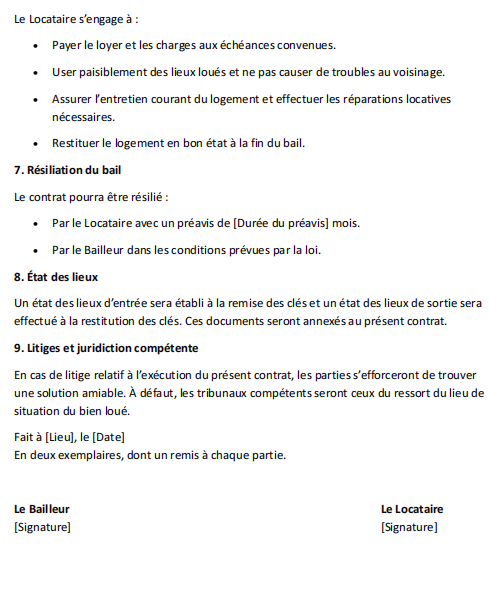 Le Locataire s’engage à :
• Payer le loyer et les charges aux échéances convenues.
• User paisiblement des lieux loués et ne pas causer de troubles au voisinage.
• Assurer l’entretien courant du logement et effectuer les réparations locatives
nécessaires.
• Restituer le logement en bon état à la fin du bail.
7. Résiliation du bail
Le contrat pourra être résilié :
• Par le Locataire avec un préavis de [Durée du préavis] mois.
• Par le Bailleur dans les conditions prévues par la loi.
8. État des lieux
Un état des lieux d’entrée sera établi à la remise des clés et un état des lieux de sortie sera
effectué à la restitution des clés. Ces documents seront annexés au présent contrat.
9. Litiges et juridiction compétente
En cas de litige relatif à l’exécution du présent contrat, les parties s’efforceront de trouver
une solution amiable. À défaut, les tribunaux compétents seront ceux du ressort du lieu de
situation du bien loué.
Fait à [Lieu], le [Date]
En deux exemplaires, dont un remis à chaque partie.
Le Bailleur Le Locataire
[Signature] [Signature]